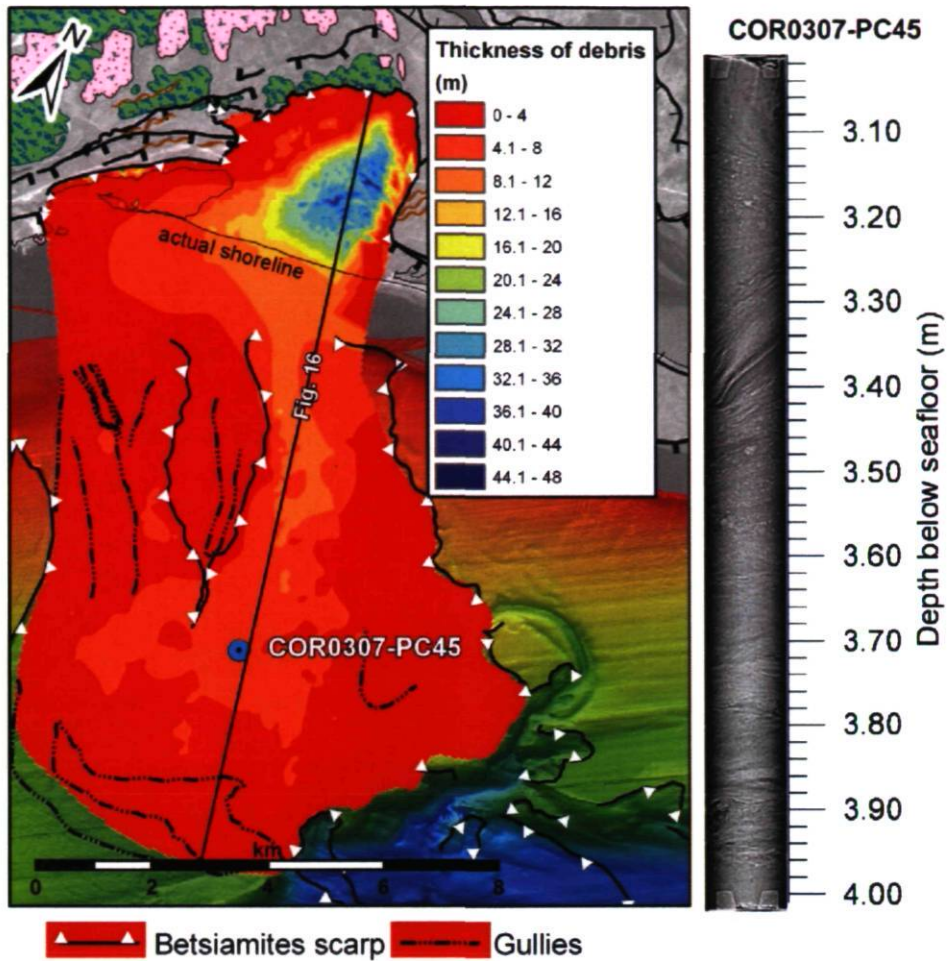 COR0307-PC45
N
Thickness of debris
(m)
0 - 4
4.1 - 8
8.1 - 12
12.1 - 16
16.1 - 20
20.1 - 24
24.1 - 28
28.1 - 32
32.1 - 36
36.1 - 40
40.1 - 44
44.1 - 48
actual shoreline
Fig. 16
COR0307-PC45
km
0 2 4 6 8
3.10
3.20
3.30
3.40
3.50
3.60
3.70
3.80
3.90
4.00
Depth below seafloor (m)
Betsiamites scarp
Gullies